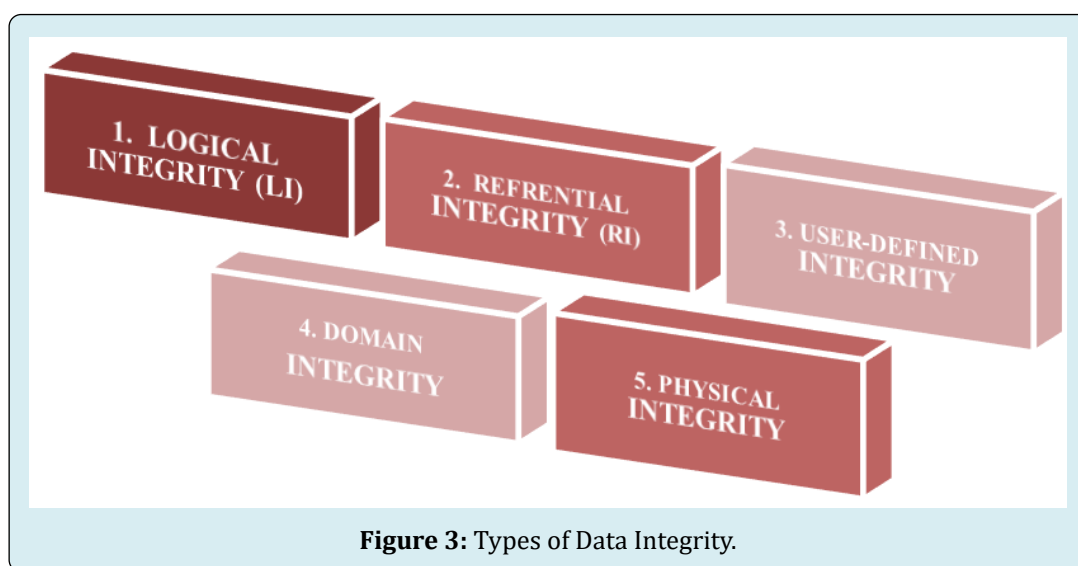 1. LOGICAL
INTEGRITY (LI)
2. REFRENTIAL
INTEGRITY (RI)
3. USER-DEFINED
INTEGRITY
4. DOMAIN
INTEGRITY
5. PHYSICAL
INTEGRITY
Figure 3: Types of Data Integrity.